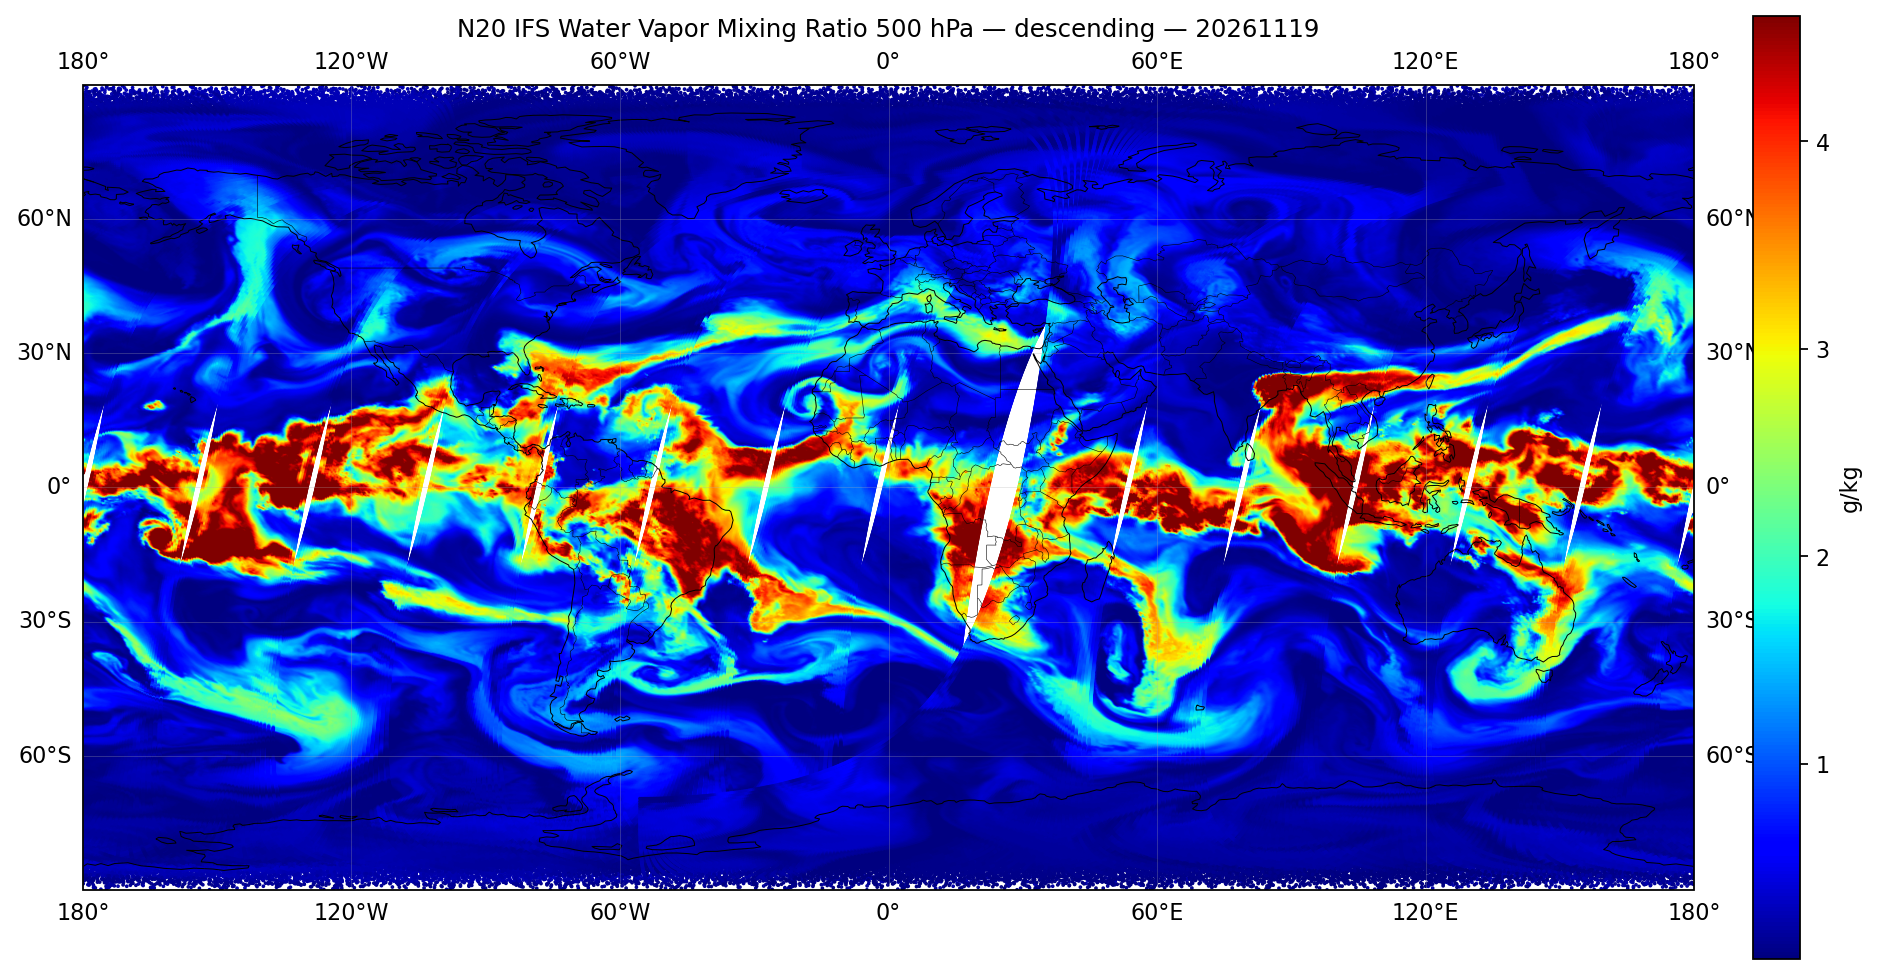 N20 IFS Water Vapor Mixing Ratio 500 hPa — descending — 20261119
180° 120°W 60°W 0° 60°E 120°E 180°
4
60°N 60°N
3
30°N 30°N
0° 0°
g/kg
2
30°S 30°S
60°S 60°S
1
180° 120°W 60°W 0° 60°E 120°E 180°